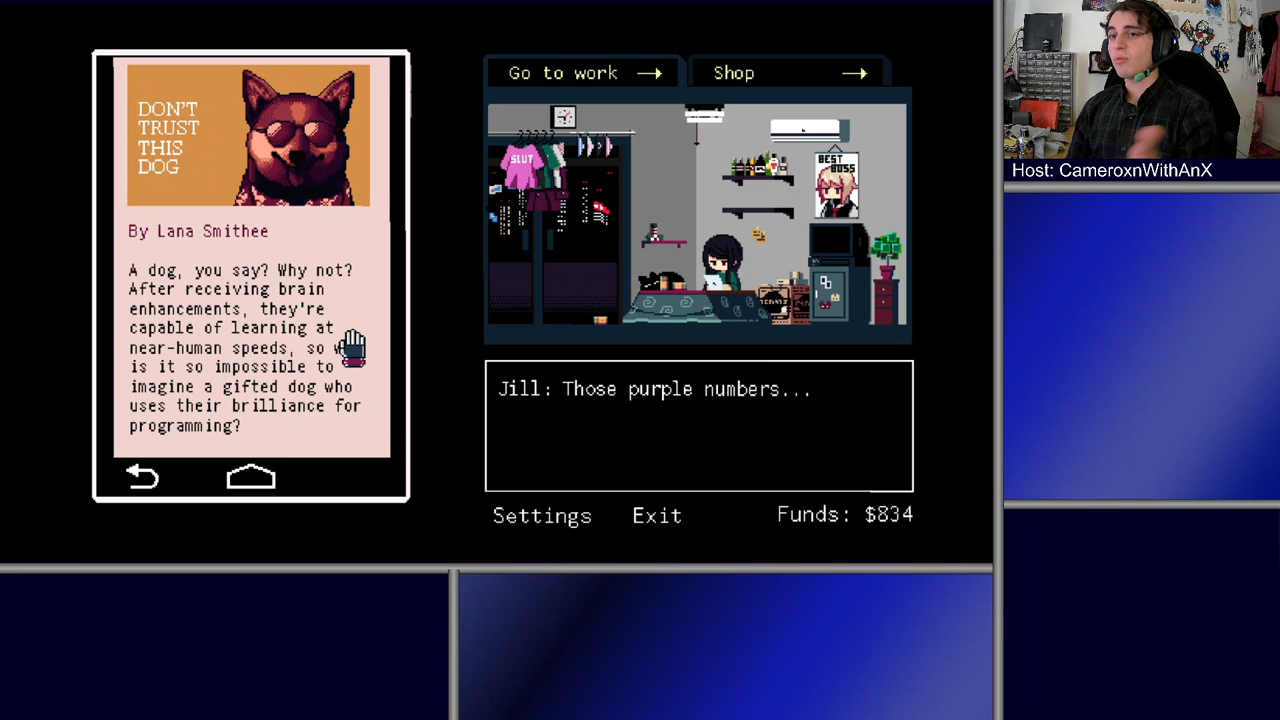 DON'T
TRUST
THIS
DOG
By Lana Smithee
A dog, you say? Why not?
After receiving brain
enhancements, they're
capable of learning at
near-human speeds, so w
is it so impossible to
imagine a gifted dog who
uses their brilliance for
programming?
Go to work →
Shop →
SLUT
BEST
BOSS
Jill: Those purple numbers...
Settings
Exit
Funds: $834
Host: CameroxnWithAnX